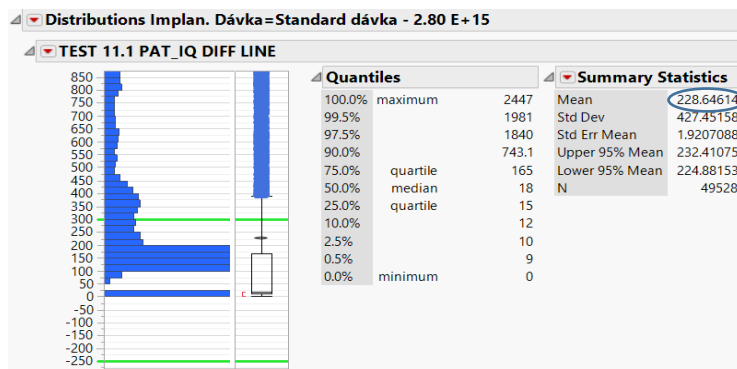 Distributions Implan. Dávka=Standard dávka - 2.80 E+15
TEST 11.1 PAT_IQ DIFF LINE
850
800
750
700
650
600
550
500
450
400
350
300
250
200
150
100
50
0
-50
-100
-150
-200
-250
Quantiles
100.0% maximum 2447
99.5% 1981
97.5% 1840
90.0% 743.1
75.0% quartile 165
50.0% median 18
25.0% quartile 15
10.0% 12
2.5% 10
0.5% 9
0.0% minimum 0
Summary Statistics
Mean 228.64614
Std Dev 427.45158
Std Err Mean 1.9207088
Upper 95% Mean 232.41075
Lower 95% Mean 224.88153
N 49528